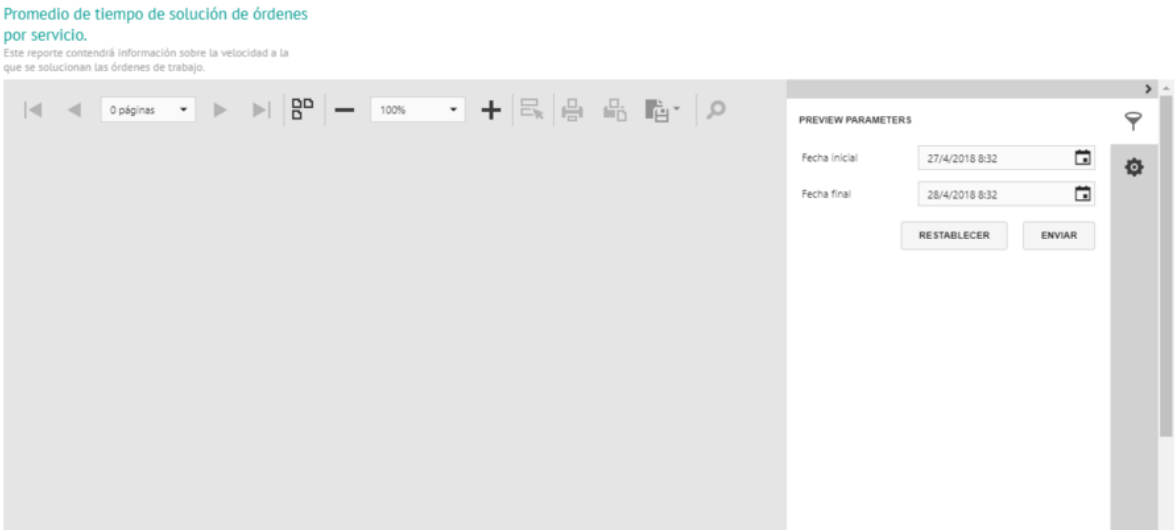 Promedio de tiempo de solución de órdenes
por servicio.
Este reporte contendrá información sobre la velocidad a la
que se solucionan las órdenes de trabajo.
0 páginas
100%
PREVIEW PARAMETERS
Fecha inicial
27/4/2018 8:32
Fecha final
28/4/2018 8:32
RESTABLECER
ENVIAR